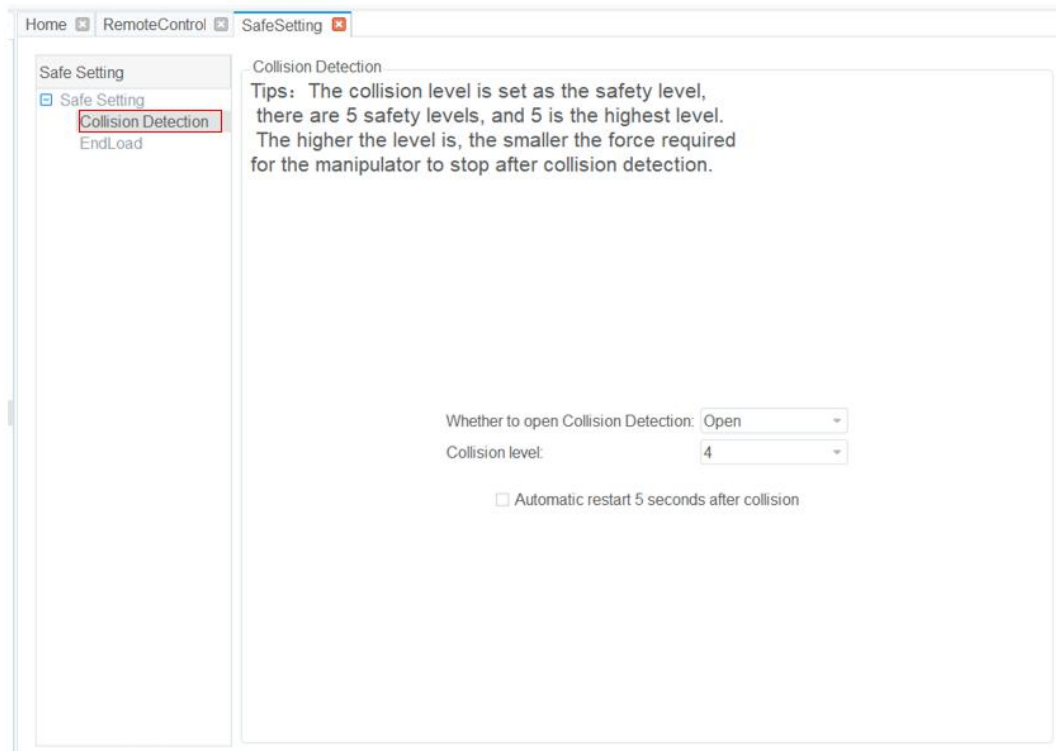 Home RemoteControl SafeSetting
Safe Setting
Safe Setting
Collision Detection
EndLoad
Collision Detection
Tips：The collision level is set as the safety level,
there are 5 safety levels, and 5 is the highest level.
The higher the level is, the smaller the force required
for the manipulator to stop after collision detection.
Whether to open Collision Detection: Open
Collision level: 4
Automatic restart 5 seconds after collision